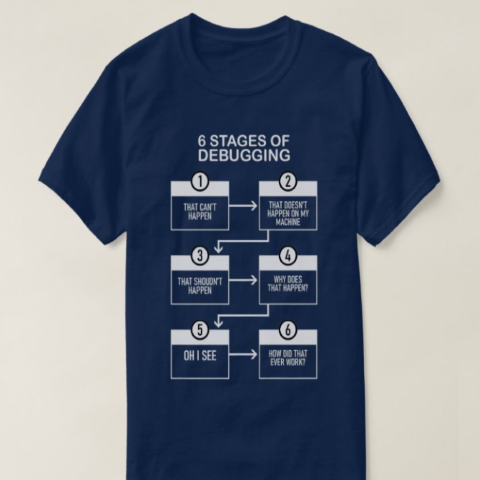 6 STAGES OF
DEBUGGING
1
THAT CAN'T
HAPPEN
2
THAT DOESN'T
HAPPEN ON MY
MACHINE
3
THAT SHOUDN'T
HAPPEN
4
WHY DOES
THAT HAPPEN?
5
OH I SEE
6
HOW DID THAT
EVER WORK?